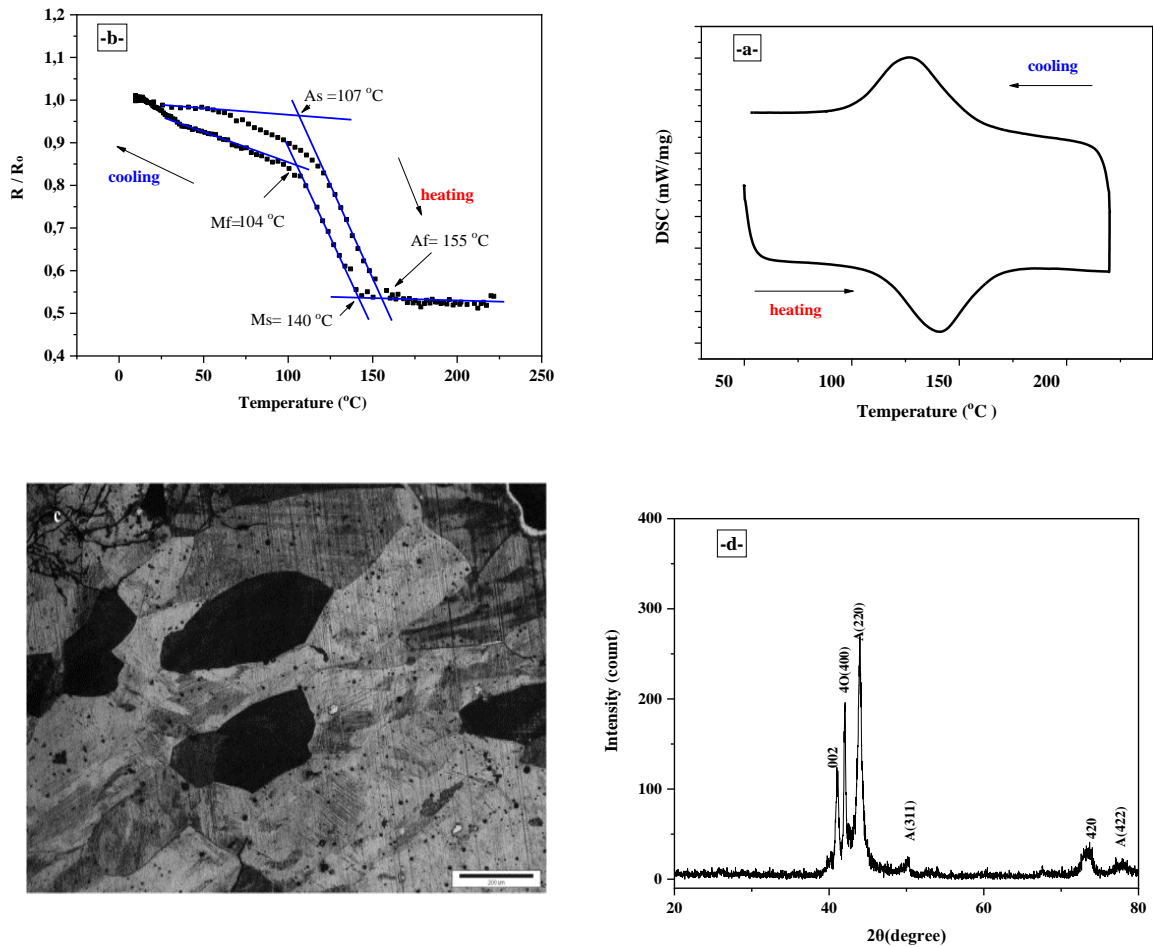 -b-
1,2
1,1
1,0
0,9
0,8
0,7
0,6
0,5
0,4
R / R₀
As =107 °C
cooling
heating
Mf=104 °C
Af= 155 °C
Ms= 140 °C
0 50 100 150 200 250
Temperature (°C)
-a-
cooling
DSC (mW/mg)
heating
50 100 150 200
Temperature (°C )
c
200 um
-d-
400
300
200
100
0
Intensity (count)
002
4O(400)
A(220)
A(311)
420
A(422)
20 40 60 80
2θ(degree)